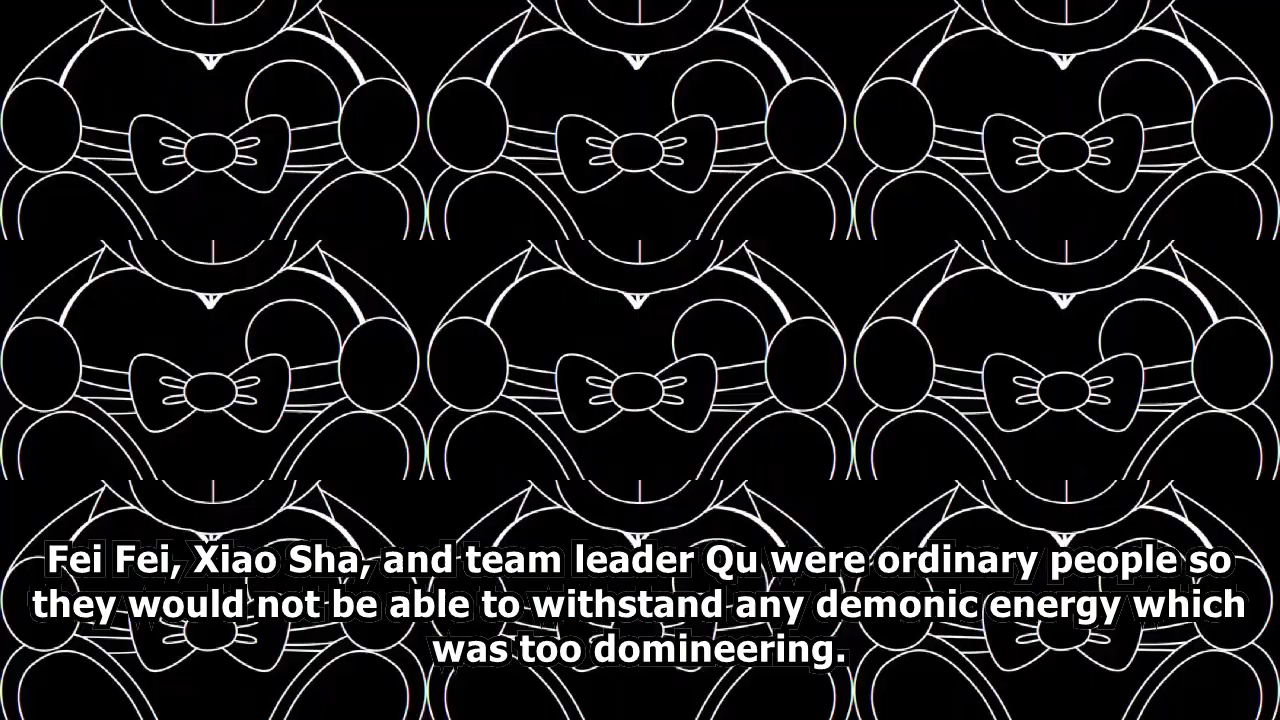 Fei Fei, Xiao Sha, and team leader Qu were ordinary people so
they would not be able to withstand any demonic energy which
was too domineering.